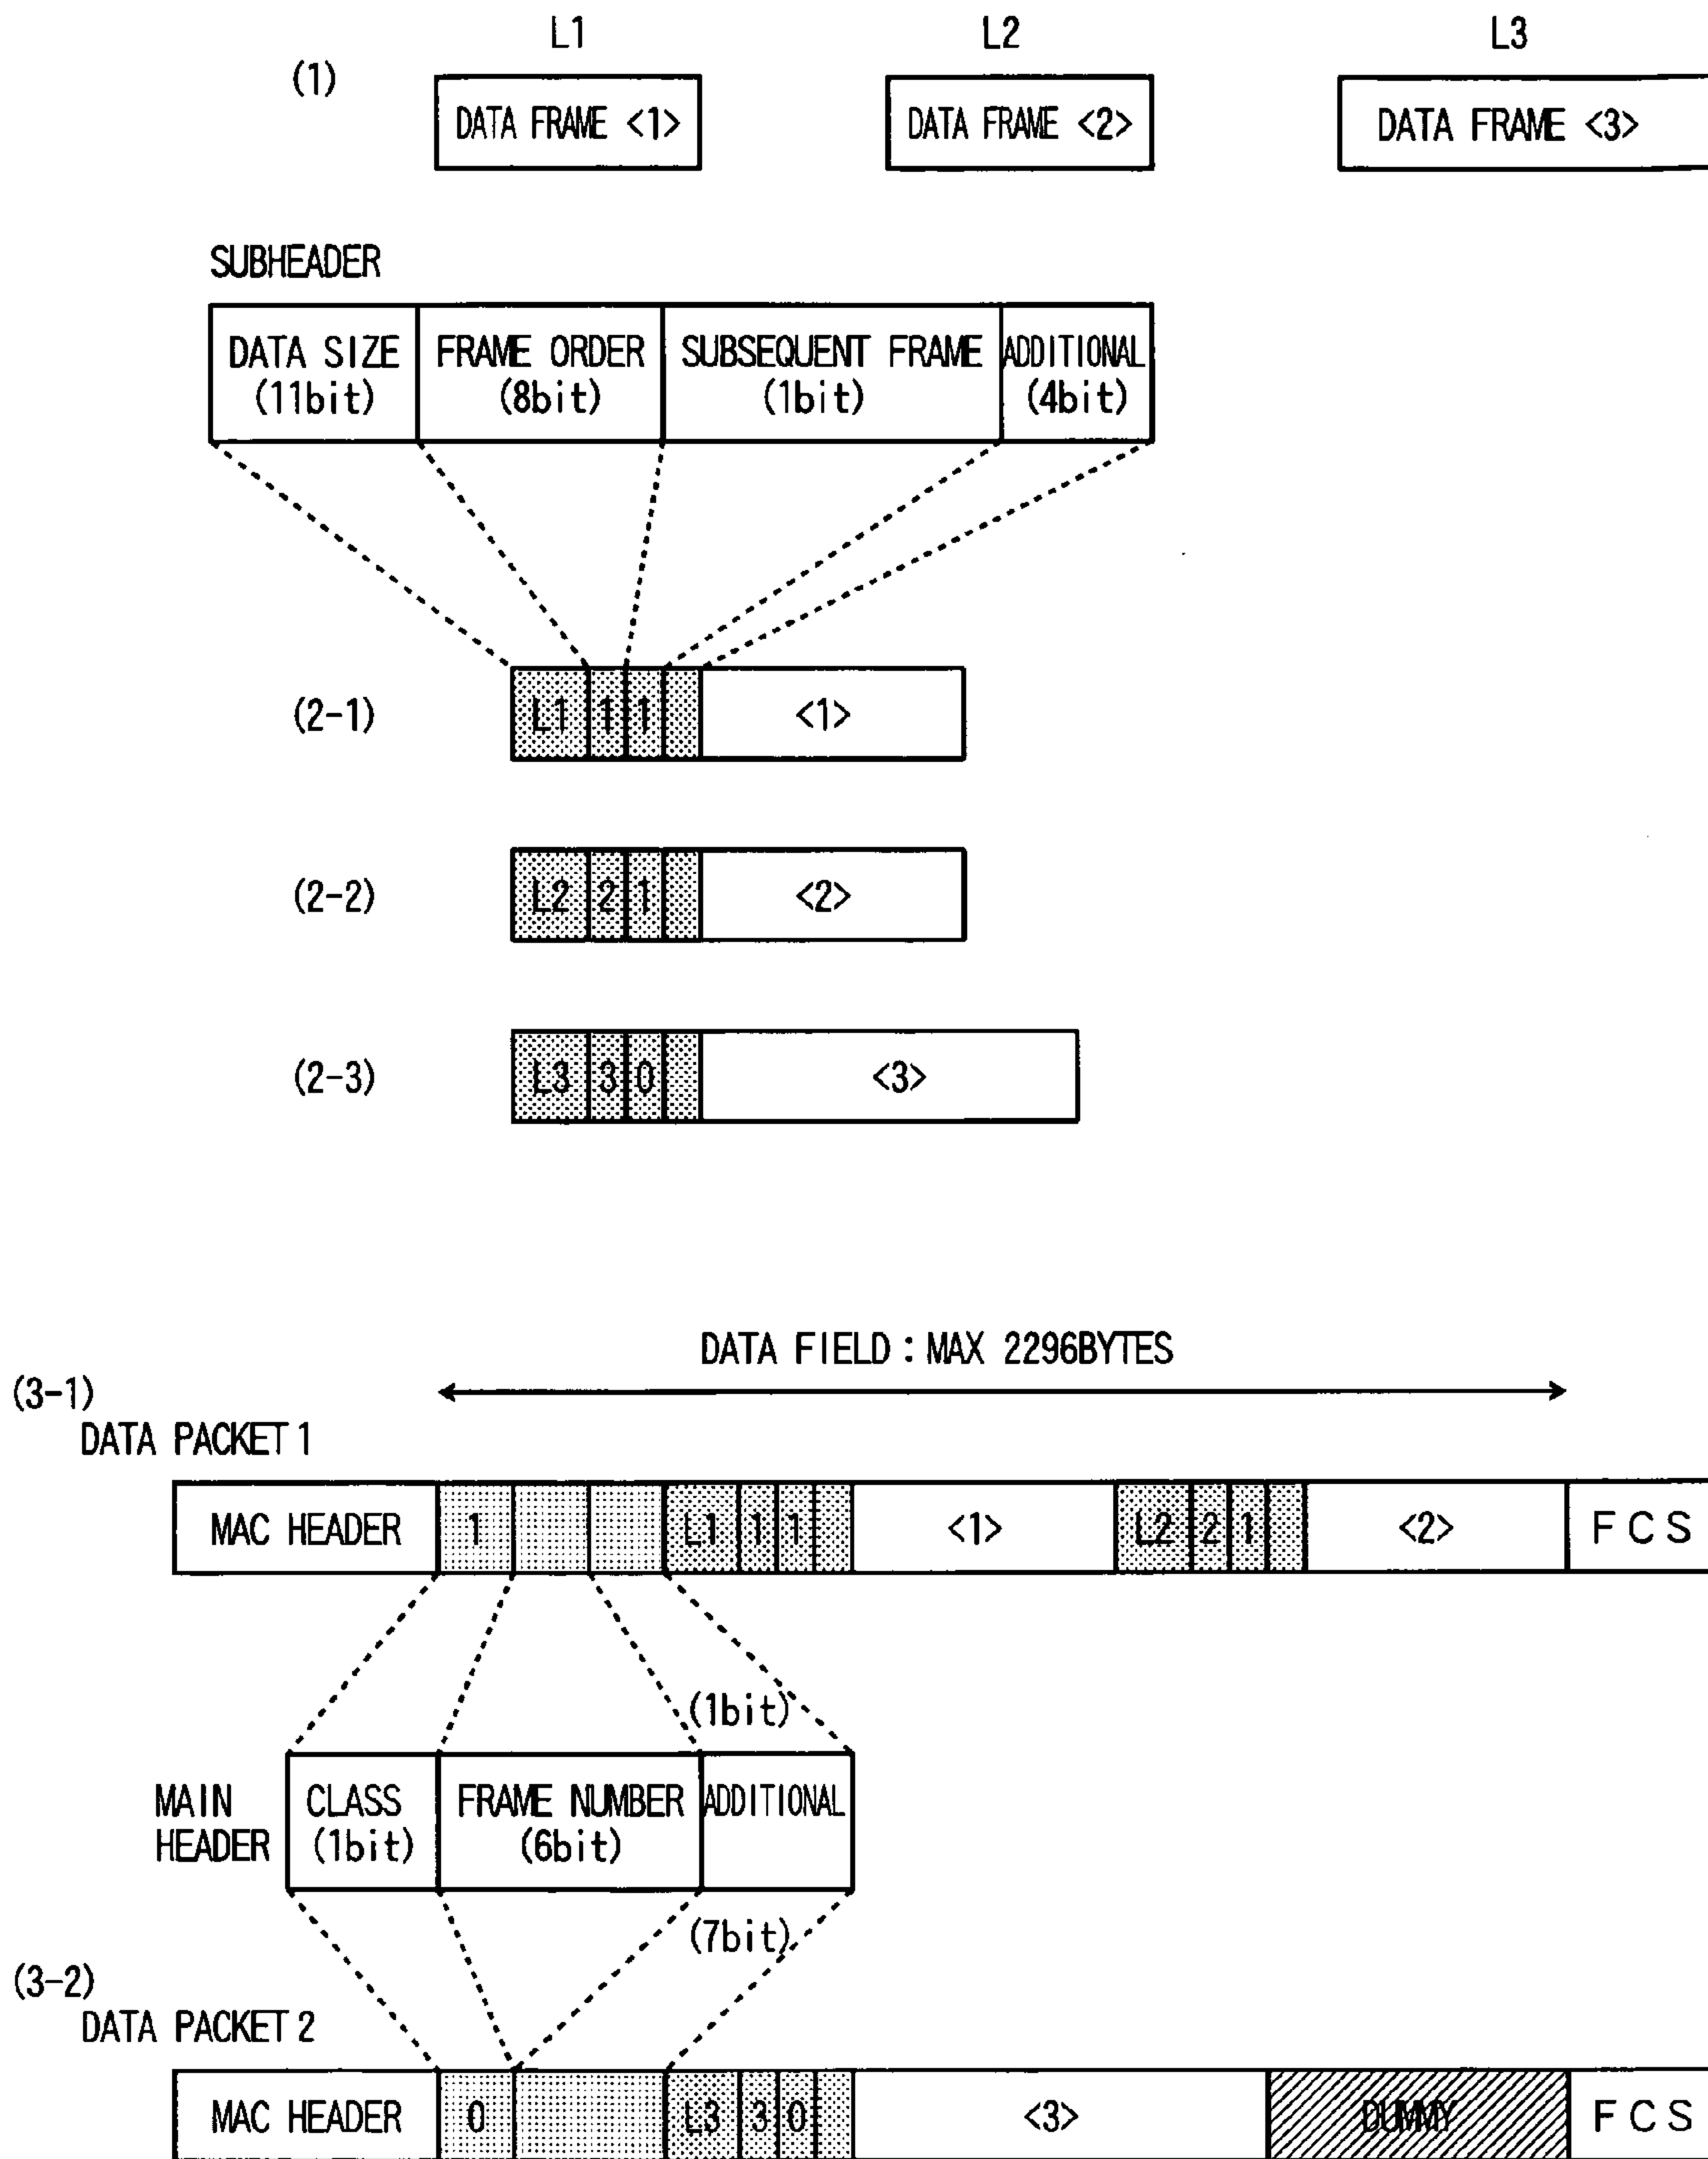 L1 L2 L3
(1)
DATA FRAME <1> DATA FRAME <2> DATA FRAME <3>
SUBHEADER
DATA SIZE FRAME ORDER SUBSEQUENT FRAME ADDITIONAL
(11bit) (8bit) (1bit) (4bit)
(2-1) L1 1 1 <1>
(2-2) L2 2 1 <2>
(2-3) L3 3 0 <3>
DATA FIELD : MAX 2296BYTES
(3-1)
DATA PACKET 1
MAC HEADER 1 L1 1 1 <1> L2 2 1 <2> FCS
(1bit)
MAIN HEADER
CLASS FRAME NUMBER ADDITIONAL
(1bit) (6bit)
(7bit)
(3-2)
DATA PACKET 2
MAC HEADER 0 L3 3 0 <3> DUMMY FCS